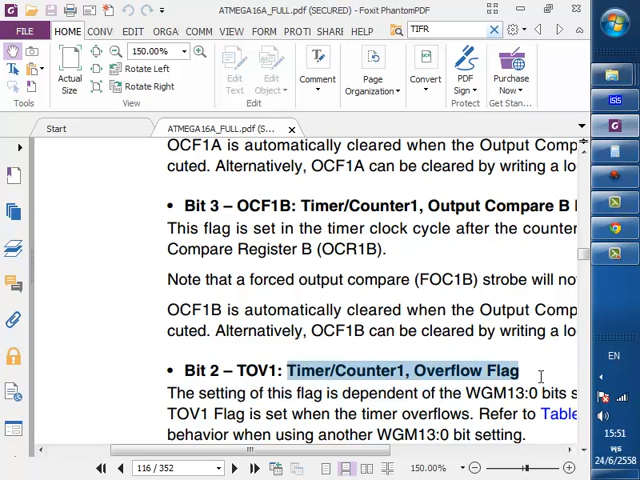 ATMEGA16_FULL.pdf (SECURED) - Foxit PhantomPDF
FILE HOME CONV EDIT ORGA COMM VIEW FORM PROT SHARE HELP TIFR
Actual Size
150.00%
Rotate Left
Rotate Right
Edit Text
Edit Object
Comment
Page Organization
Convert
PDF Sign
Purchase Now
Tools View Edit Protect Get Stan...
Start ATMEGA16A_FULL.pdf (S...
OCF1A is automatically cleared when the Output Comp
cuted. Alternatively, OCF1A can be cleared by writing a lo
• Bit 3 – OCF1B: Timer/Counter1, Output Compare B
This flag is set in the timer clock cycle after the counter
Compare Register B (OCR1B).
Note that a forced output compare (FOC1B) strobe will no
OCF1B is automatically cleared when the Output Comp
cuted. Alternatively, OCF1B can be cleared by writing a lo
• Bit 2 – TOV1: Timer/Counter1, Overflow Flag
The setting of this flag is dependent of the WGM13:0 bits s
TOV1 Flag is set when the timer overflows. Refer to Table
behavior when using another WGM13:0 bit setting.
116 / 352
150.00%
isis
EN
15:51
24/6/2558